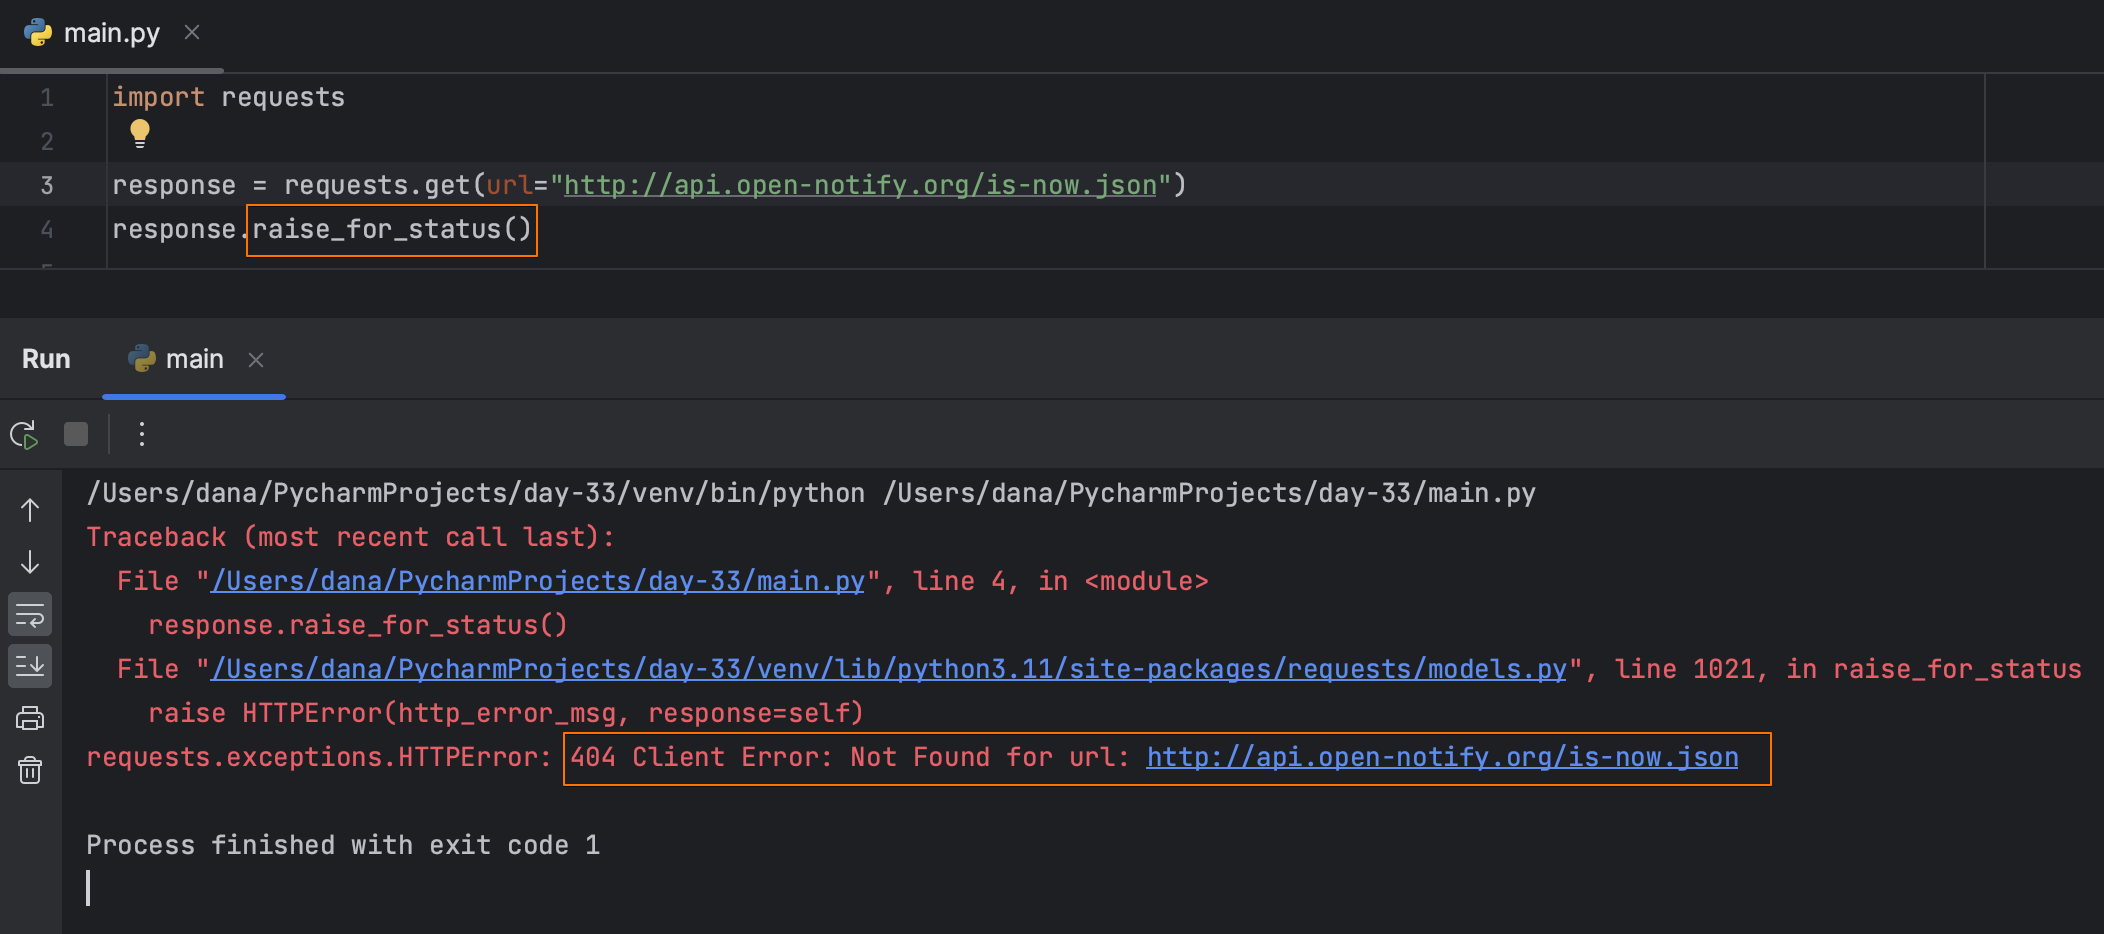 main.py
1 import requests
2
3 response = requests.get(url="http://api.open-notify.org/is-now.json")
4 response.raise_for_status()
Run main
/Users/dana/PycharmProjects/day-33/venv/bin/python /Users/dana/PycharmProjects/day-33/main.py
Traceback (most recent call last):
File "/Users/dana/PycharmProjects/day-33/main.py", line 4, in <module>
response.raise_for_status()
File "/Users/dana/PycharmProjects/day-33/venv/lib/python3.11/site-packages/requests/models.py", line 1021, in raise_for_status
raise HTTPError(http_error_msg, response=self)
requests.exceptions.HTTPError: 404 Client Error: Not Found for url: http://api.open-notify.org/is-now.json
Process finished with exit code 1